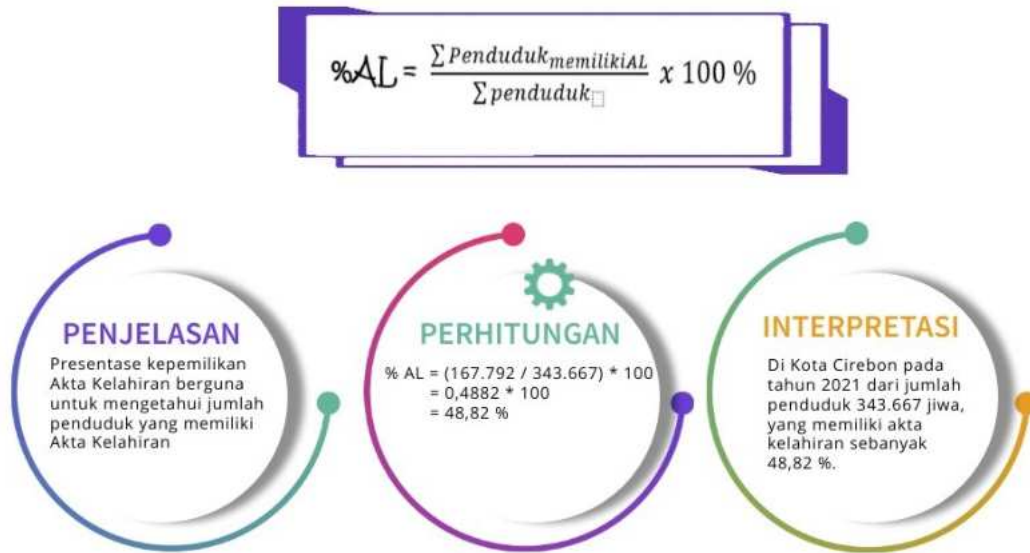 %AL = ∑ Penduduk memilikiAL / ∑ penduduk x 100 %
PENJELASAN
Presentase kepemilikan
Akta Kelahiran berguna
untuk mengetahui jumlah
penduduk yang memiliki
Akta Kelahiran
PERHITUNGAN
% AL = (167.792 / 343.667) * 100
= 0,4882 * 100
= 48,82 %
INTERPRETASI
Di Kota Cirebon pada
tahun 2021 dari jumlah
penduduk 343.667 jiwa,
yang memiliki akta
kelahiran sebanyak
48,82 %.